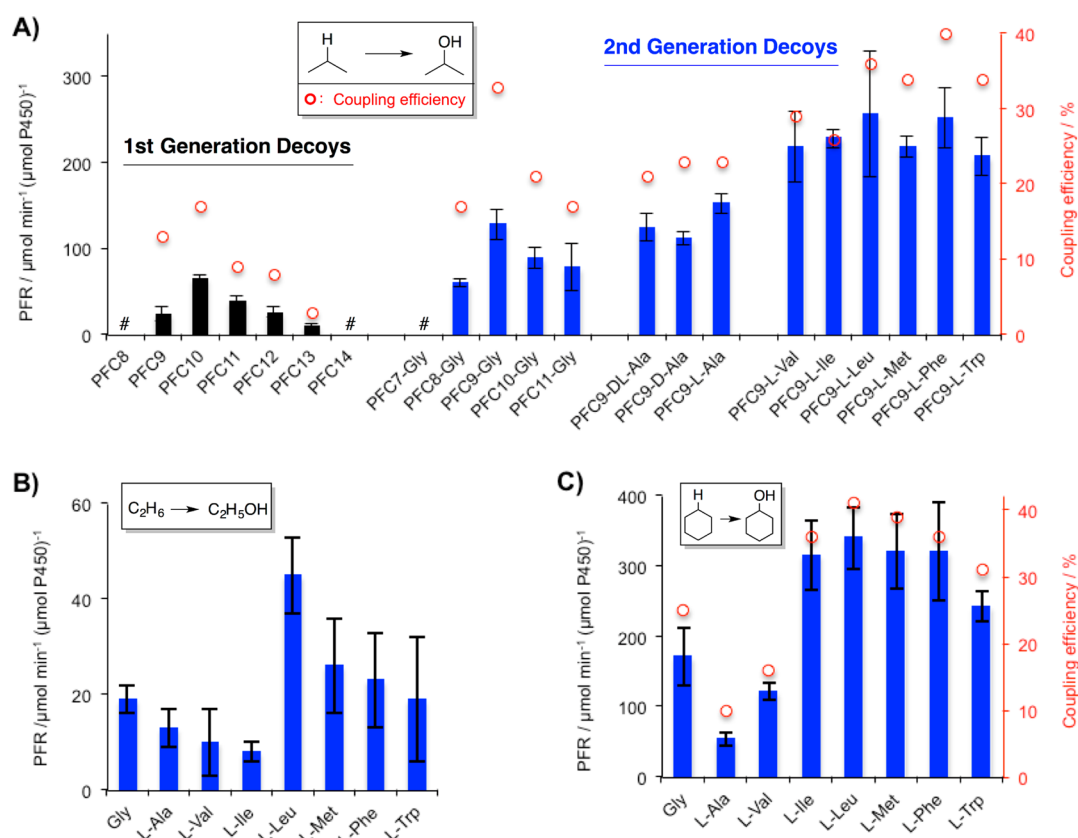 A)
H
OH
: Coupling efficiency
1st Generation Decoys
2nd Generation Decoys
PFR / µmol min⁻¹ (µmol P450)⁻¹
300
200
100
0
40
30
20
10
0
Coupling efficiency / %
#
#
#
PFC8
PFC9
PFC10
PFC11
PFC12
PFC13
PFC14
PFC7-Gly
PFC8-Gly
PFC9-Gly
PFC10-Gly
PFC11-Gly
PFC9-DL-Ala
PFC9-D-Ala
PFC9-L-Ala
PFC9-L-Val
PFC9-L-Ile
PFC9-L-Leu
PFC9-L-Met
PFC9-L-Phe
PFC9-L-Trp
B)
C₂H₆ → C₂H₅OH
PFR /µmol min⁻¹ (µmol P450)⁻¹
60
40
20
0
Gly
L-Ala
L-Val
L-Ile
L-Leu
L-Met
L-Phe
L-Trp
C)
H
OH
PFR / µmol min⁻¹ (µmol P450)⁻¹
400
300
200
100
0
40
30
20
10
0
Coupling efficiency / %
Gly
L-Ala
L-Val
L-Ile
L-Leu
L-Met
L-Phe
L-Trp